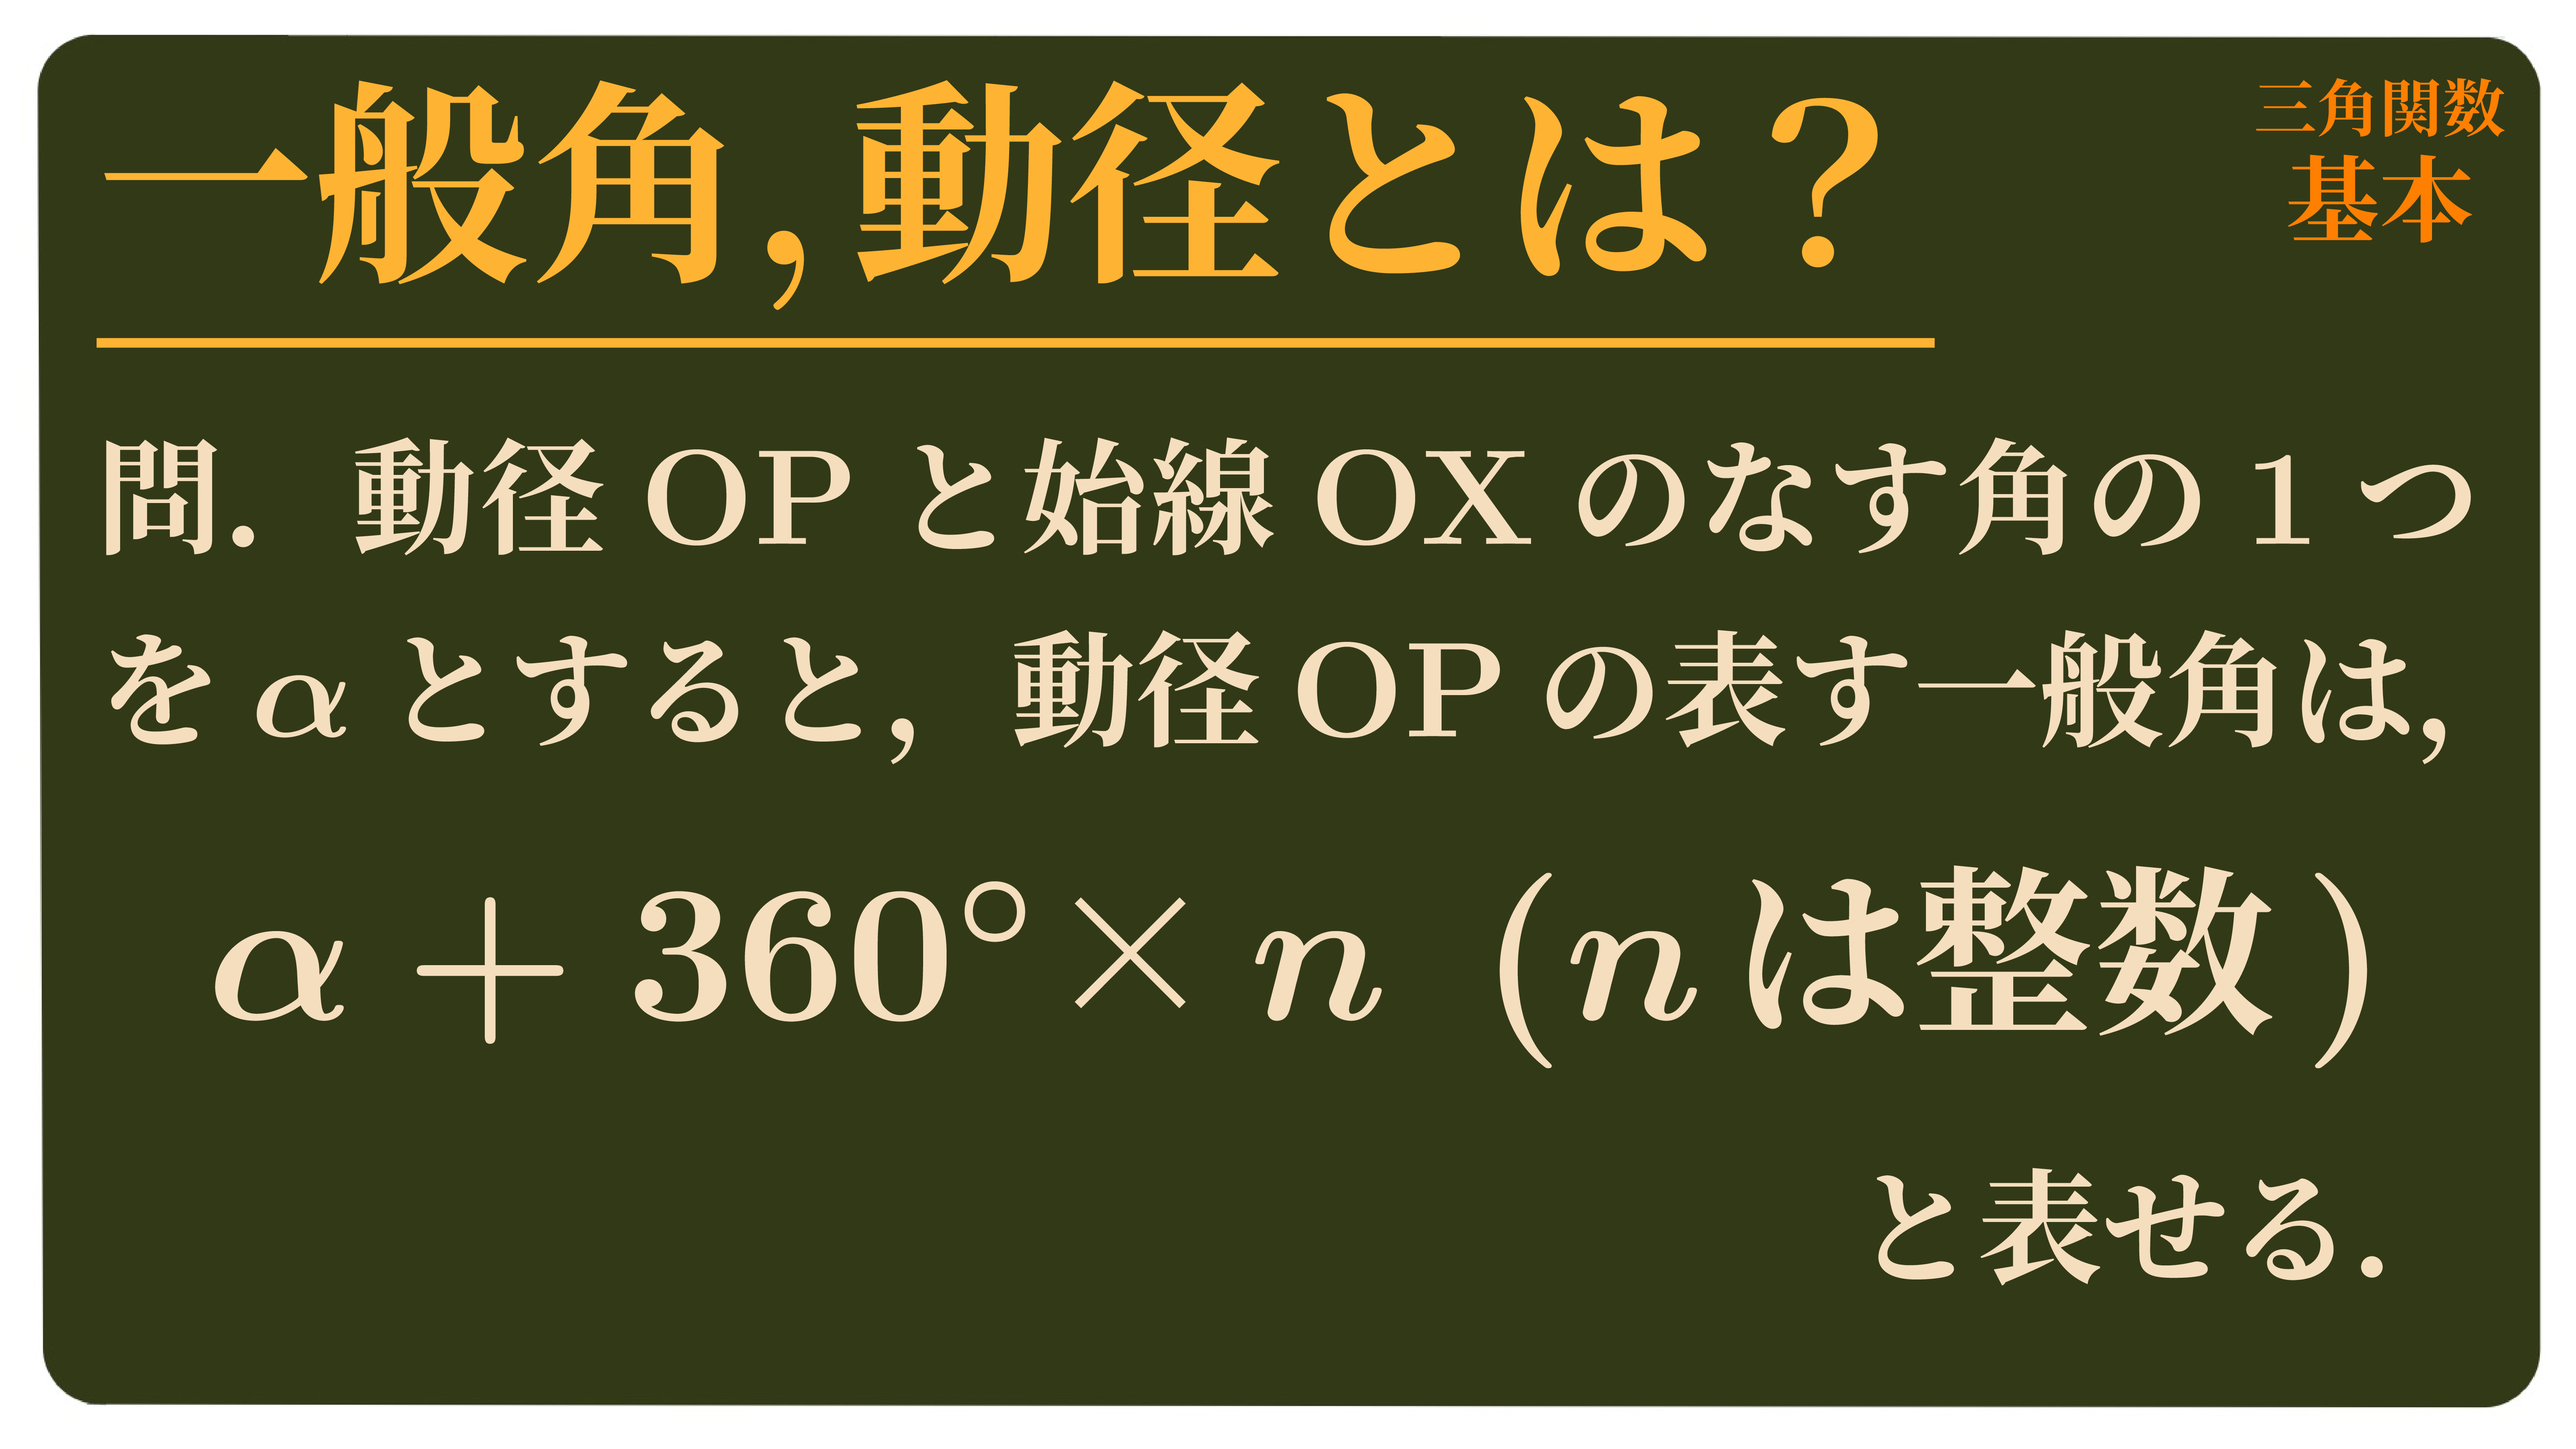 一般角,動径とは?
三角関数
基本
問. 動径 OP と始線 OX のなす角の 1 つ
を α とすると, 動径 OP の表す一般角は,
α + 360° × n (n は整数)
と表せる.